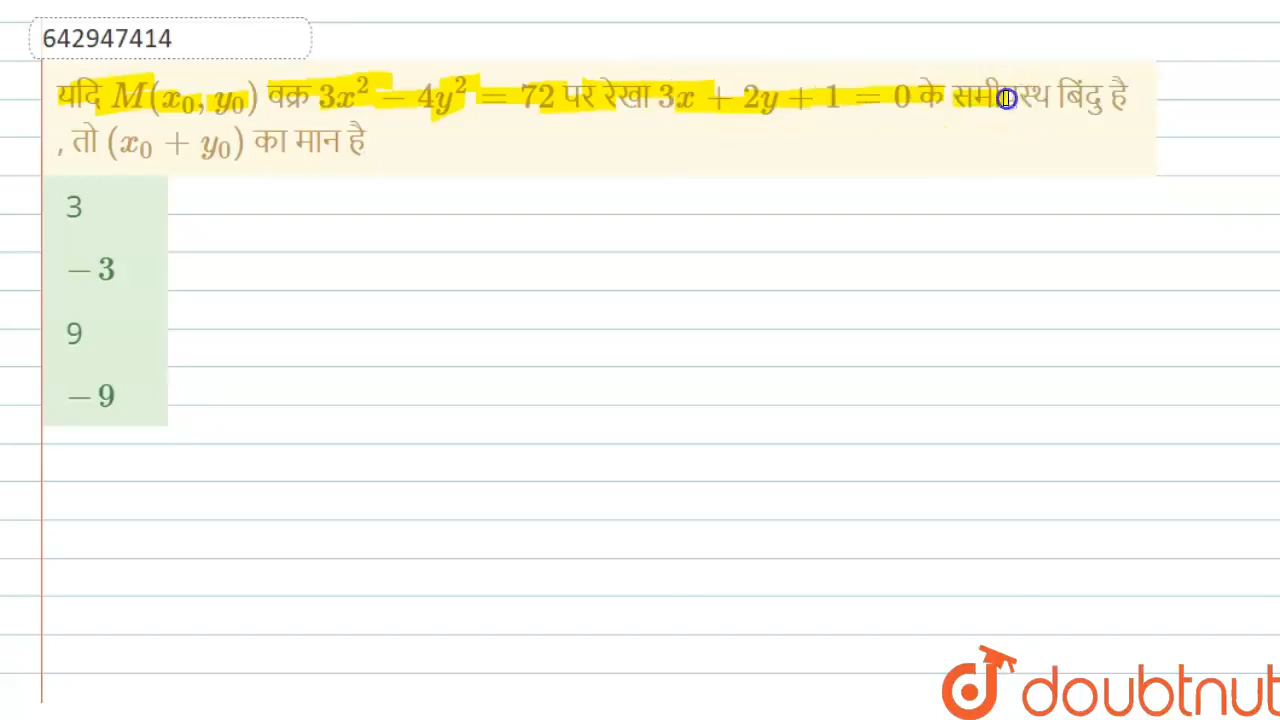 642947414
यदि M(x₀, y₀) वक्र 3x² − 4y² = 72 पर रेखा 3x + 2y + 1 = 0 के समीपस्थ बिंदु है
, तो (x₀ + y₀) का मान है
3
− 3
9
− 9
doubtnut